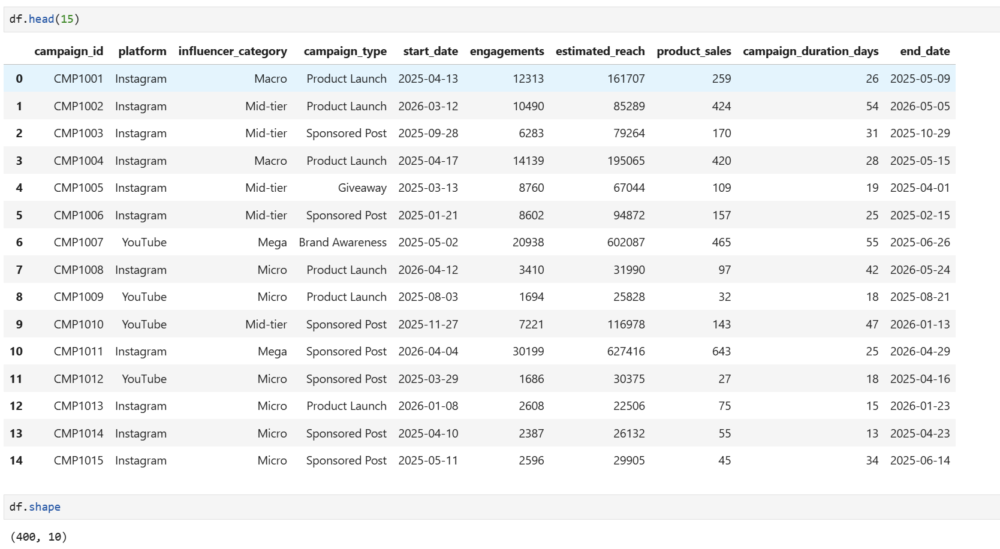 df.head(15)
campaign_id platform influencer_category campaign_type start_date engagements estimated_reach product_sales campaign_duration_days end_date
0 CMP1001 Instagram Macro Product Launch 2025-04-13 12313 161707 259 26 2025-05-09
1 CMP1002 Instagram Mid-tier Product Launch 2026-03-12 10490 85289 424 54 2026-05-05
2 CMP1003 Instagram Mid-tier Sponsored Post 2025-09-28 6283 79264 170 31 2025-10-29
3 CMP1004 Instagram Macro Product Launch 2025-04-17 14139 195065 420 28 2025-05-15
4 CMP1005 Instagram Mid-tier Giveaway 2025-03-13 8760 67044 109 19 2025-04-01
5 CMP1006 Instagram Mid-tier Sponsored Post 2025-01-21 8602 94872 157 25 2025-02-15
6 CMP1007 YouTube Mega Brand Awareness 2025-05-02 20938 602087 465 55 2025-06-26
7 CMP1008 Instagram Micro Product Launch 2026-04-12 3410 31990 97 42 2026-05-24
8 CMP1009 YouTube Micro Product Launch 2025-08-03 1694 25828 32 18 2025-08-21
9 CMP1010 YouTube Mid-tier Sponsored Post 2025-11-27 7221 116978 143 47 2026-01-13
10 CMP1011 Instagram Mega Sponsored Post 2026-04-04 30199 627416 643 25 2026-04-29
11 CMP1012 YouTube Micro Sponsored Post 2025-03-29 1686 30375 27 18 2025-04-16
12 CMP1013 Instagram Micro Product Launch 2026-01-08 2608 22506 75 15 2026-01-23
13 CMP1014 Instagram Micro Sponsored Post 2025-04-10 2387 26132 55 13 2025-04-23
14 CMP1015 Instagram Micro Sponsored Post 2025-05-11 2596 29905 45 34 2025-06-14
df.shape
(400, 10)